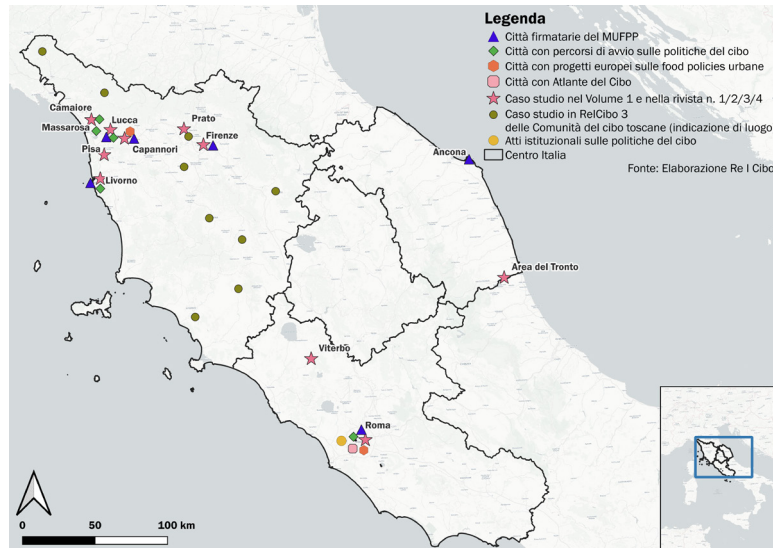 Legenda
Città firmatarie del MUFPP
Città con percorsi di avvio sulle politiche del cibo
Città con progetti europei sulle food policies urbane
Città con Atlante del Cibo
Caso studio nel Volume 1 e nella rivista n. 1/2/3/4
Caso studio in RelCibo 3
delle Comunità del cibo toscane (indicazione di luogo
Atti istituzionali sulle politiche del cibo
Centro Italia
Fonte: Elaborazione Re I Cibo
Camaiore
Lucca
Massarosa
Prato
Firenze
Pisa
Capannori
Livorno
Ancona
Area del Tronto
Viterbo
Roma
0 50 100 km